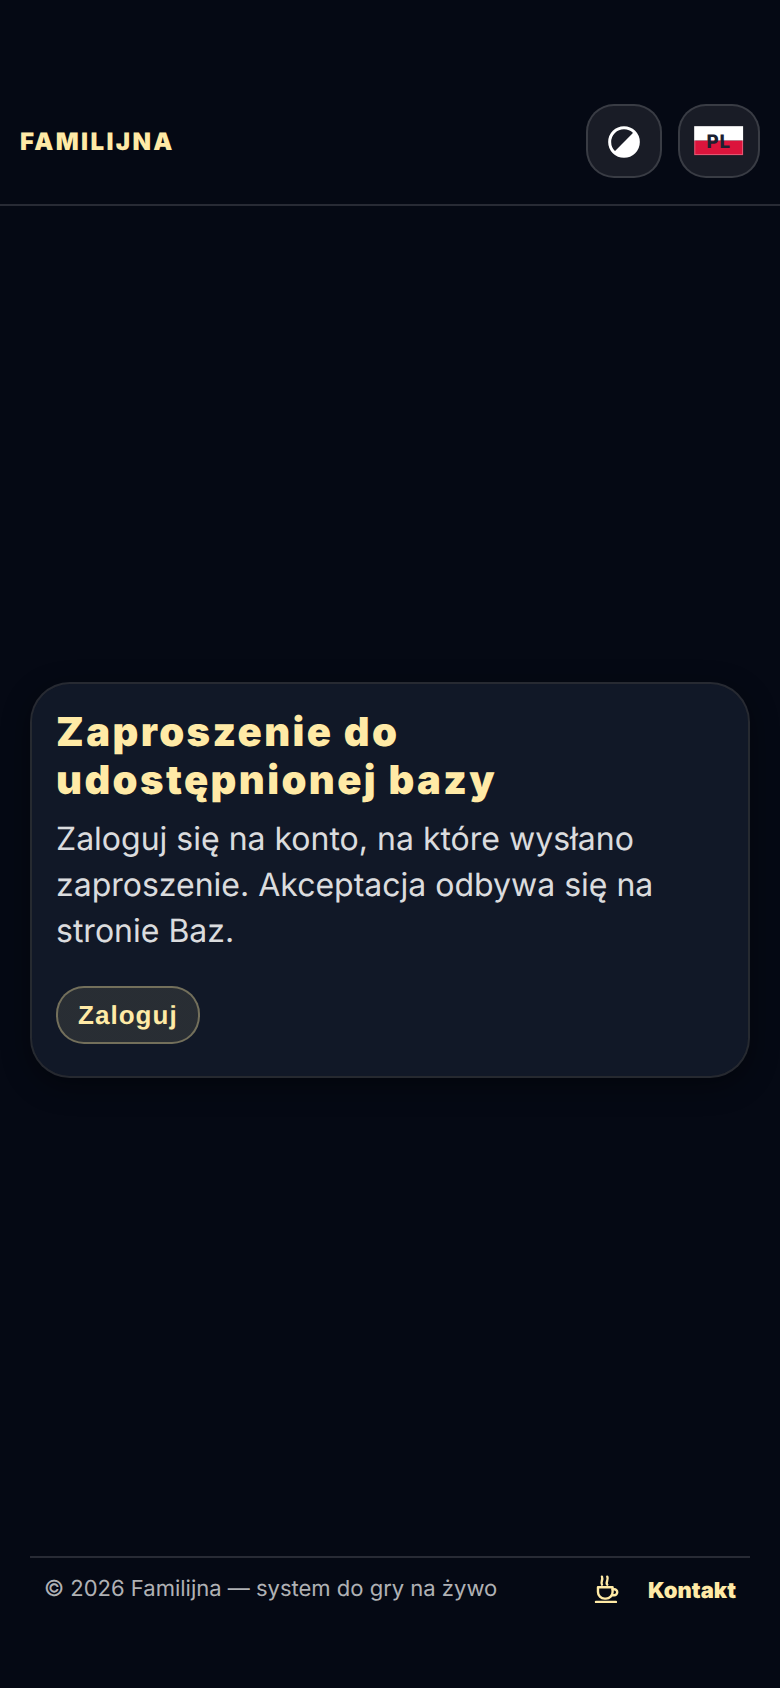 FAMILIJNA
PL
Zaproszenie do
udostępnionej bazy
Zaloguj się na konto, na które wysłano
zaproszenie. Akceptacja odbywa się na
stronie Baz.
Zaloguj
© 2026 Familijna — system do gry na żywo
Kontakt